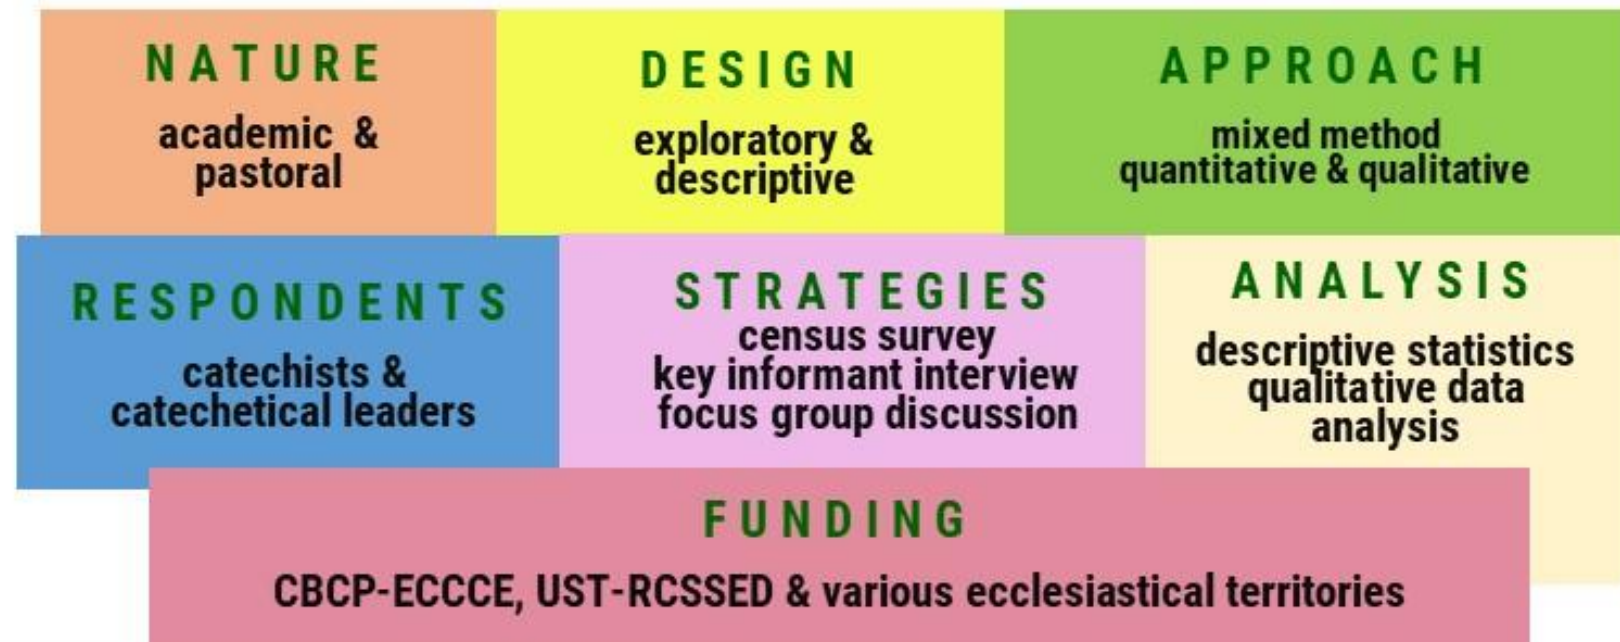 NATURE
academic & 
pastoral
DESIGN
exploratory &
descriptive
APPROACH
mixed method
quantitative & qualitative
RESPONDENTS
catechists &
catechetical leaders
STRATEGIES
census survey
key informant interview
focus group discussion
ANALYSIS
descriptive statistics
qualitative data
analysis
FUNDING
CBCP-ECCCE, UST-RCSSED & various ecclesiastical territories